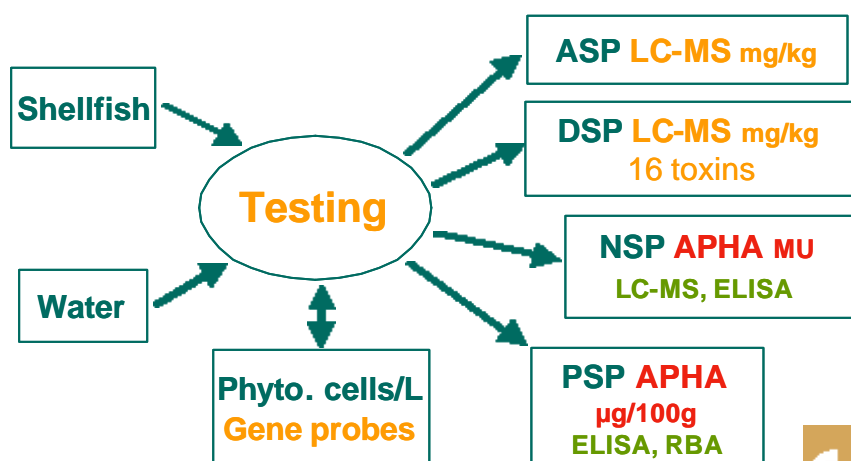 ASP LC-MS mg/kg
Shellfish
DSP LC-MS mg/kg
16 toxins
Testing
NSP APHA MU
LC-MS, ELISA
Water
Phyto. cells/L
Gene probes
PSP APHA
µg/100g
ELISA, RBA